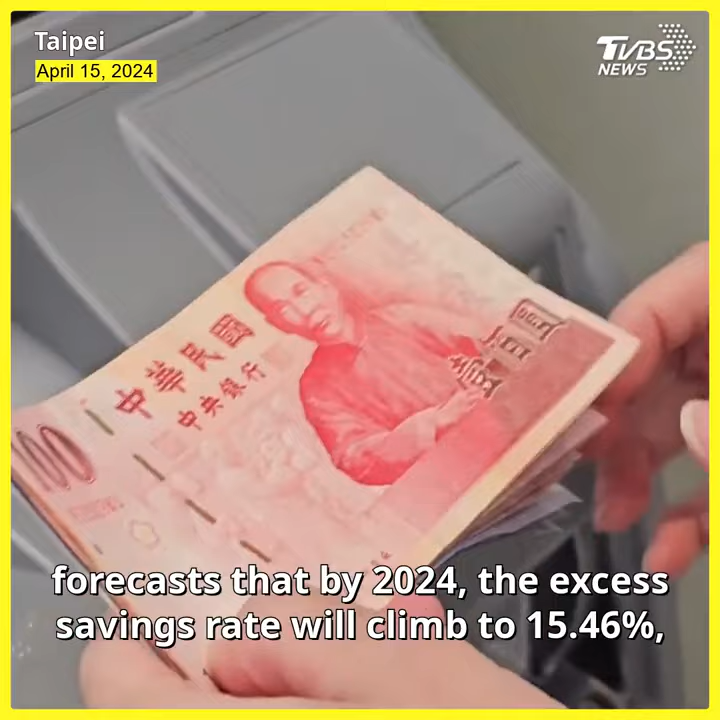 Taipei
April 15, 2024
TVBS
NEWS
中華民國
中央銀行
壹百圓
100
forecasts that by 2024, the excess
savings rate will climb to 15.46%,